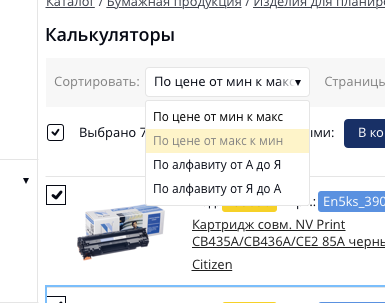 Каталог / Бумажная продукция / Изделия для планир
Калькуляторы
Сортировать: По цене от мин к макс Страницы
По цене от мин к макс
По цене от макс к мин
По алфавиту от А до Я
По алфавиту от Я до А
Выбрано 7 ными: В ко
En5ks_390
Картридж совм. NV Print
CB435A/CB436A/CE2 85A черны
Citizen